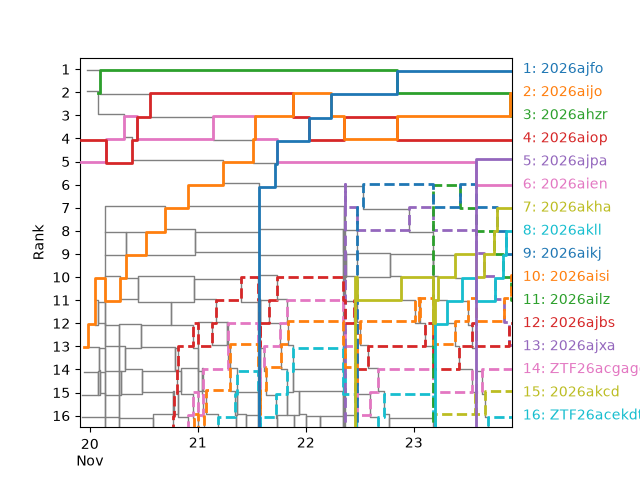 1
2
3
4
5
6
7
8
9
10
11
12
13
14
15
16
Rank
20
21
22
23
Nov
1: 2026ajfo
2: 2026aijo
3: 2026ahzr
4: 2026aiop
5: 2026ajpa
6: 2026aien
7: 2026akha
8: 2026akll
9: 2026aikj
10: 2026aisi
11: 2026ailz
12: 2026ajbs
13: 2026ajxa
14: ZTF26acgag
15: 2026akcd
16: ZTF26acekdt